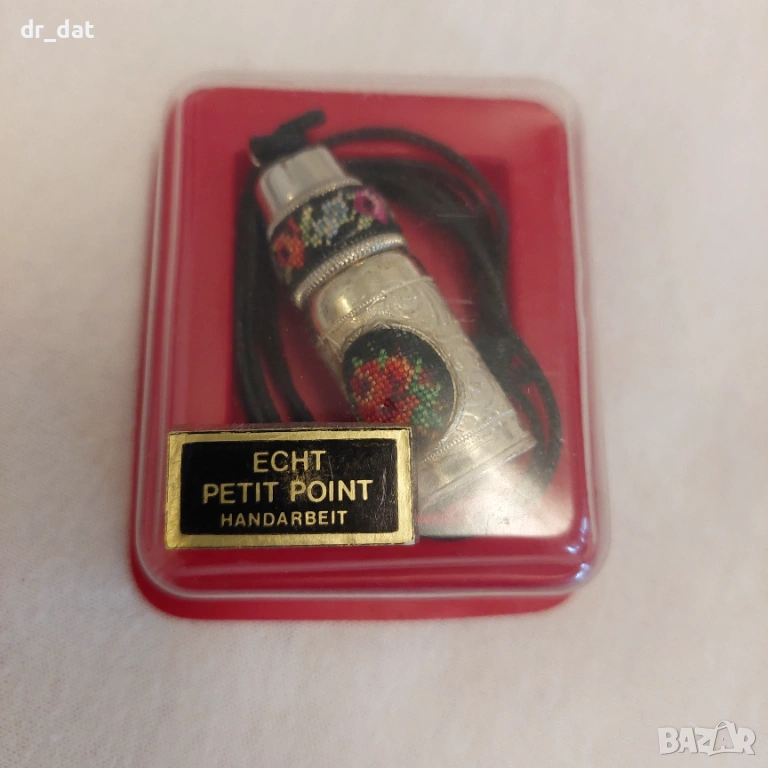 dr_dat
ECHT
PETIT POINT
HANDARBEIT
BAZAR